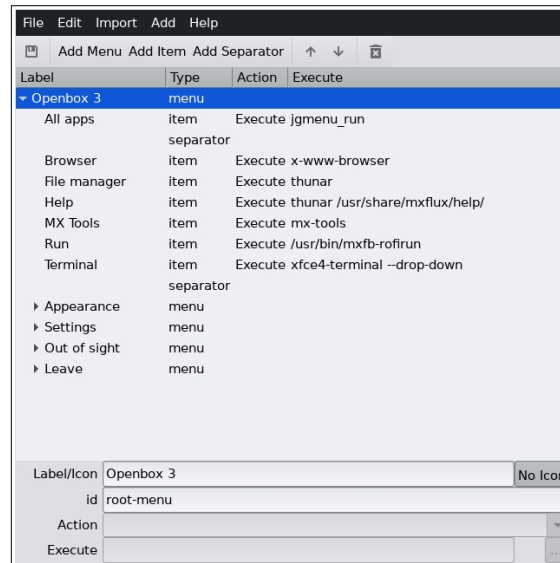 File Edit Import Add Help
Add Menu Add Item Add Separator
Label Type Action Execute
Openbox 3 menu
All apps item Execute jgmenu_run
separator
Browser item Execute x-www-browser
File manager item Execute thunar
Help item Execute thunar /usr/share/mxflux/help/
MX Tools item Execute mx-tools
Run item Execute /usr/bin/mxfb-rofirun
Terminal item Execute xfce4-terminal --drop-down
separator
Appearance menu
Settings menu
Out of sight menu
Leave menu
Label/Icon Openbox 3 No Icon
id root-menu
Action
Execute ...